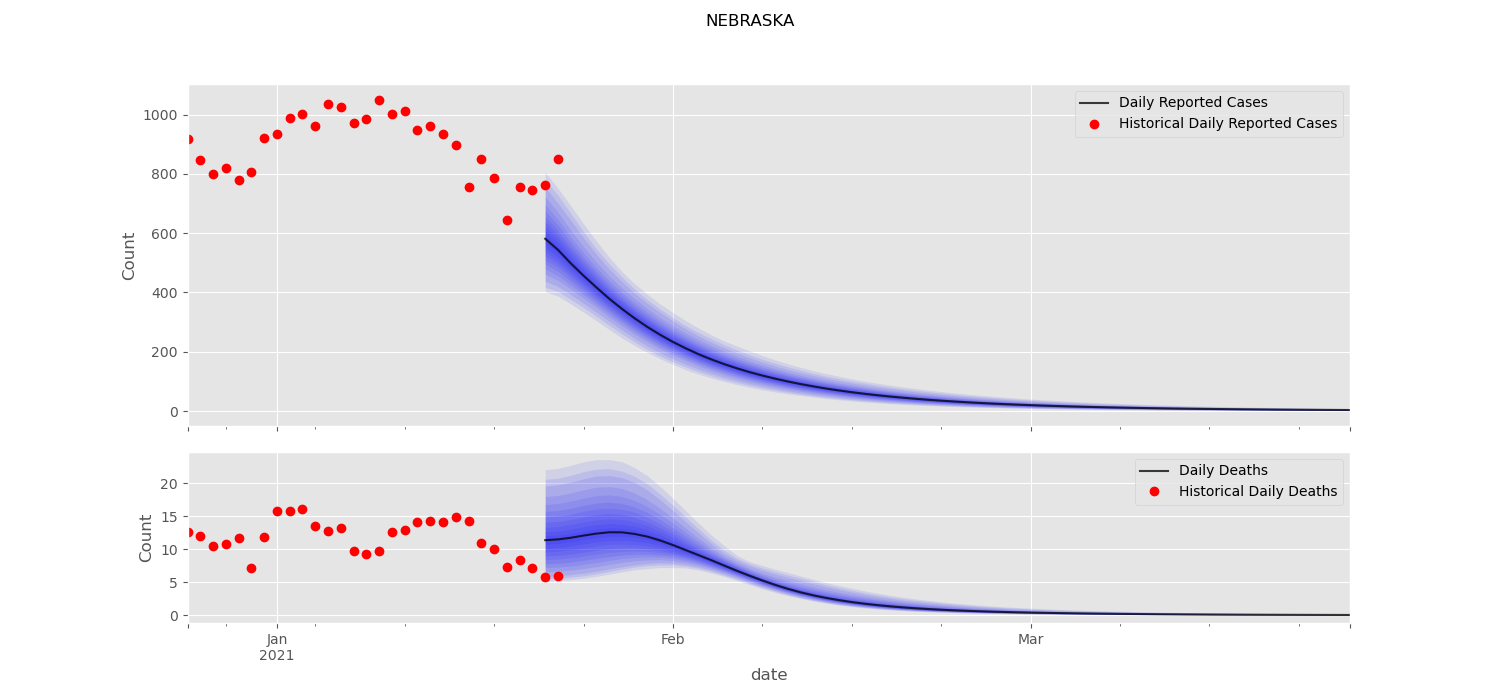 NEBRASKA
1000
800
600
400
200
0
Count
Daily Reported Cases
Historical Daily Reported Cases
20
15
10
5
0
Count
Daily Deaths
Historical Daily Deaths
Jan Feb Mar
2021
date